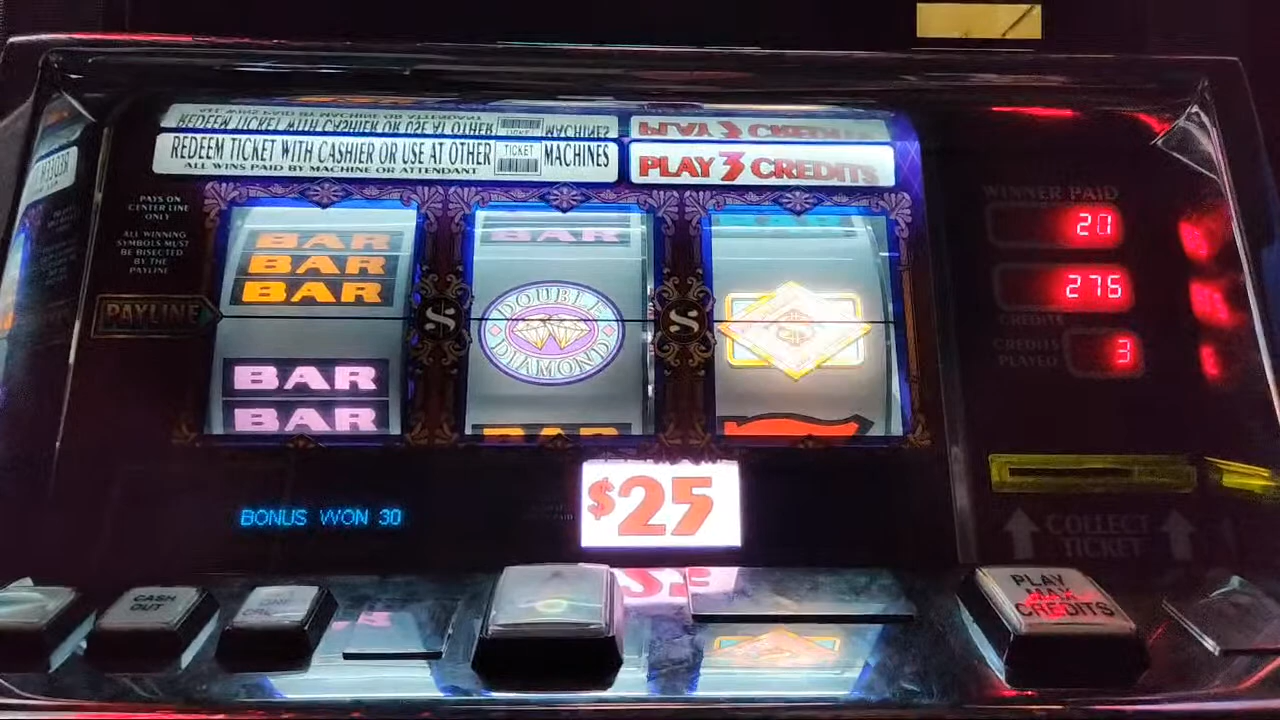 REDEEM TICKET WITH CASHIER OR USE AT OTHER TICKET MACHINES
ALL WINS PAID BY MACHINE OR ATTENDANT
PLAY 3 CREDITS
PAYS ON
CENTER LINE
ONLY
ALL WINNING
SYMBOLS MUST
BE BISECTED
BY THE
PAYLINE
PAYLINE
BAR
BAR
BAR
BAR
BAR
BAR
DOUBLE
DIAMOND
BAR
$
WINNER PAID
20
276
CREDITS
CREDITS
PLAYED
3
BONUS WON 30
$25
COLLECT
TICKET
CASH
OUT
PLAY
MAX
CREDITS